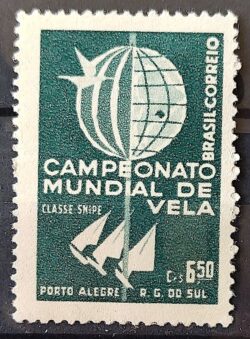 BRASIL-CORREIO
CAMPEONATO
MUNDIAL DE
VELA
CLASSE-SNIPE
Cr$ 6,50
PORTO ALEGRE - R. G. DO SUL